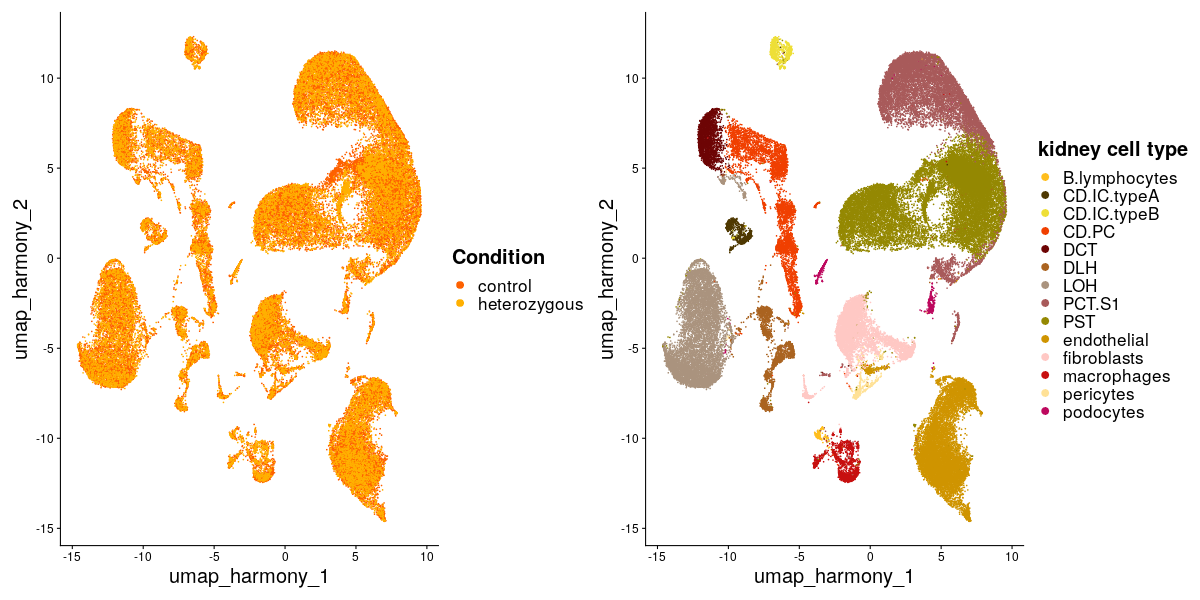 umap_harmony_2
10
5
0
-5
-10
-15
-15
-10
-5
0
5
10
umap_harmony_1
Condition
control
heterozygous
umap_harmony_2
10
5
0
-5
-10
-15
-15
-10
-5
0
5
10
umap_harmony_1
kidney cell type
B.lymphocytes
CD.IC.typeA
CD.IC.typeB
CD.PC
DCT
DLH
LOH
PCT.S1
PST
endothelial
fibroblasts
macrophages
pericytes
podocytes